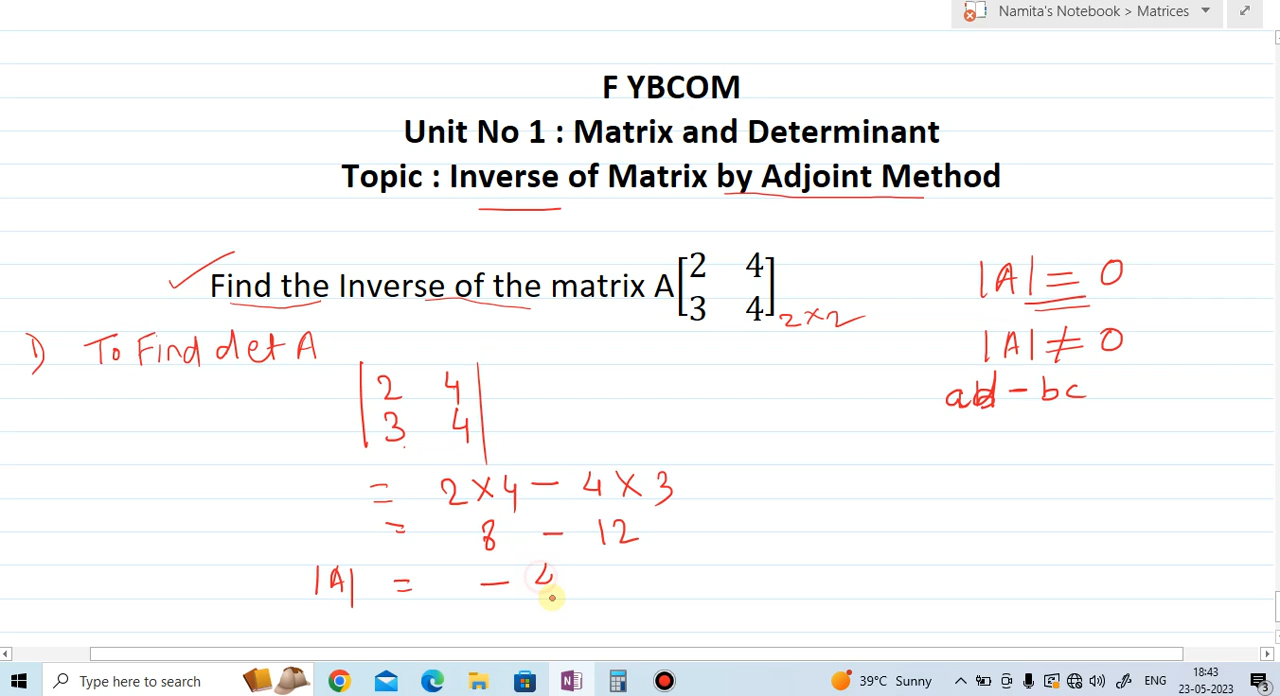 Namita's Notebook > Matrices
F YBCOM
Unit No 1 : Matrix and Determinant
Topic : Inverse of Matrix by Adjoint Method
Find the Inverse of the matrix A[2 4
3 4] 2×2
|A| = 0
|A| ≠ 0
ad - bc
1) To Find det A
|2 4|
|3 4|
= 2 × 4 - 4 × 3
= 8 - 12
|A| = - 4
Type here to search
39°C Sunny
ENG
18:43
23-05-2023
3